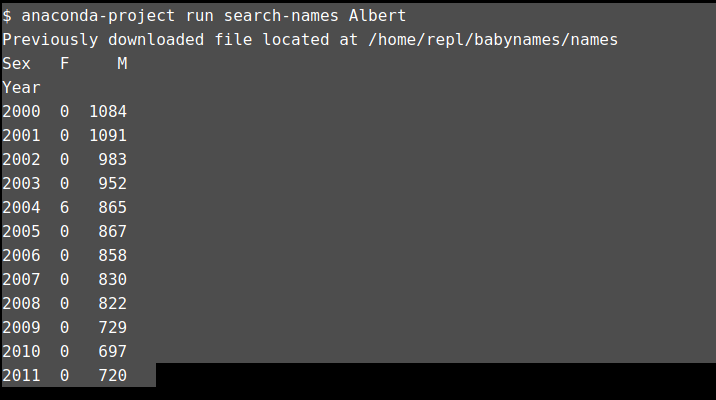 $ anaconda-project run search-names Albert
Previously downloaded file located at /home/repl/babynames/names
Sex   F     M
Year
2000  0  1084
2001  0  1091
2002  0   983
2003  0   952
2004  6   865
2005  0   867
2006  0   858
2007  0   830
2008  0   822
2009  0   729
2010  0   697
2011  0   720